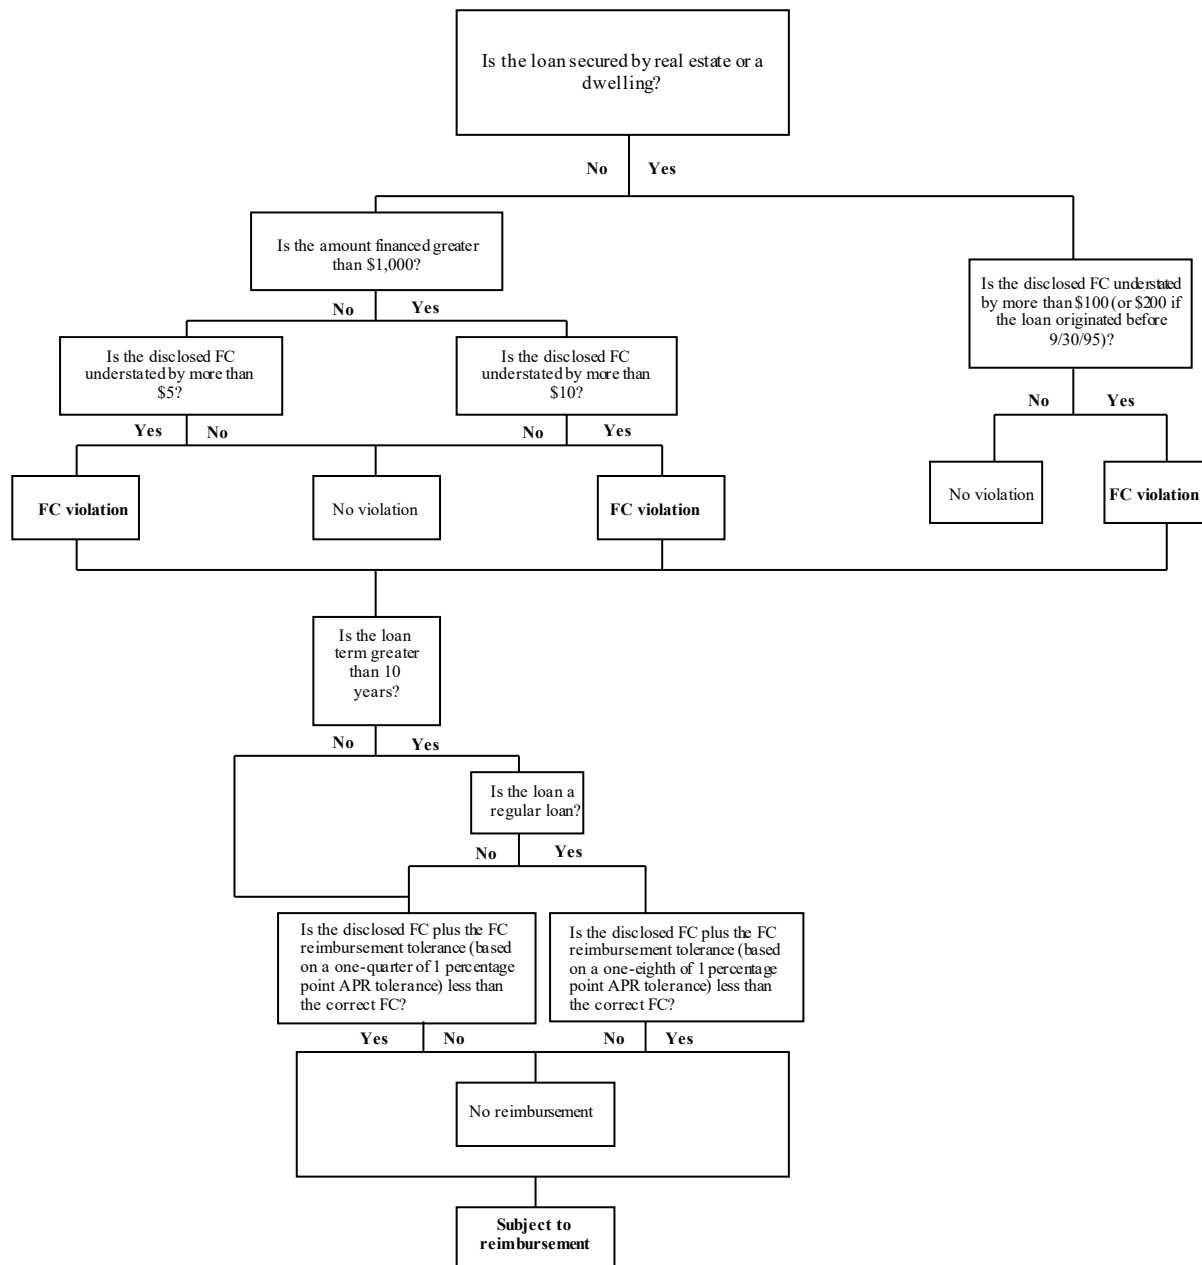 Is the loan secured by real estate or a
dwelling?
No Yes
Is the amount financed greater
than $1,000?
Is the disclosed FC understated
by more than $100 (or $200 if
the loan originated before
9/30/95)?
No Yes
Is the disclosed FC
understated by more than
$5?
Is the disclosed FC
understated by more than
$10?
No Yes
Yes No
No Yes
FC violation
No violation
FC violation
No violation
FC violation
Is the loan
term greater
than 10
years?
No Yes
Is the loan a
regular loan?
No Yes
Is the disclosed FC plus the FC
reimbursement tolerance (based
on a one-quarter of 1 percentage
point APR tolerance) less than
the correct FC?
Is the disclosed FC plus the FC
reimbursement tolerance (based
on a one-eighth of 1 percentage
point APR tolerance) less than
the correct FC?
Yes No
No Yes
No reimbursement
Subject to
reimbursement